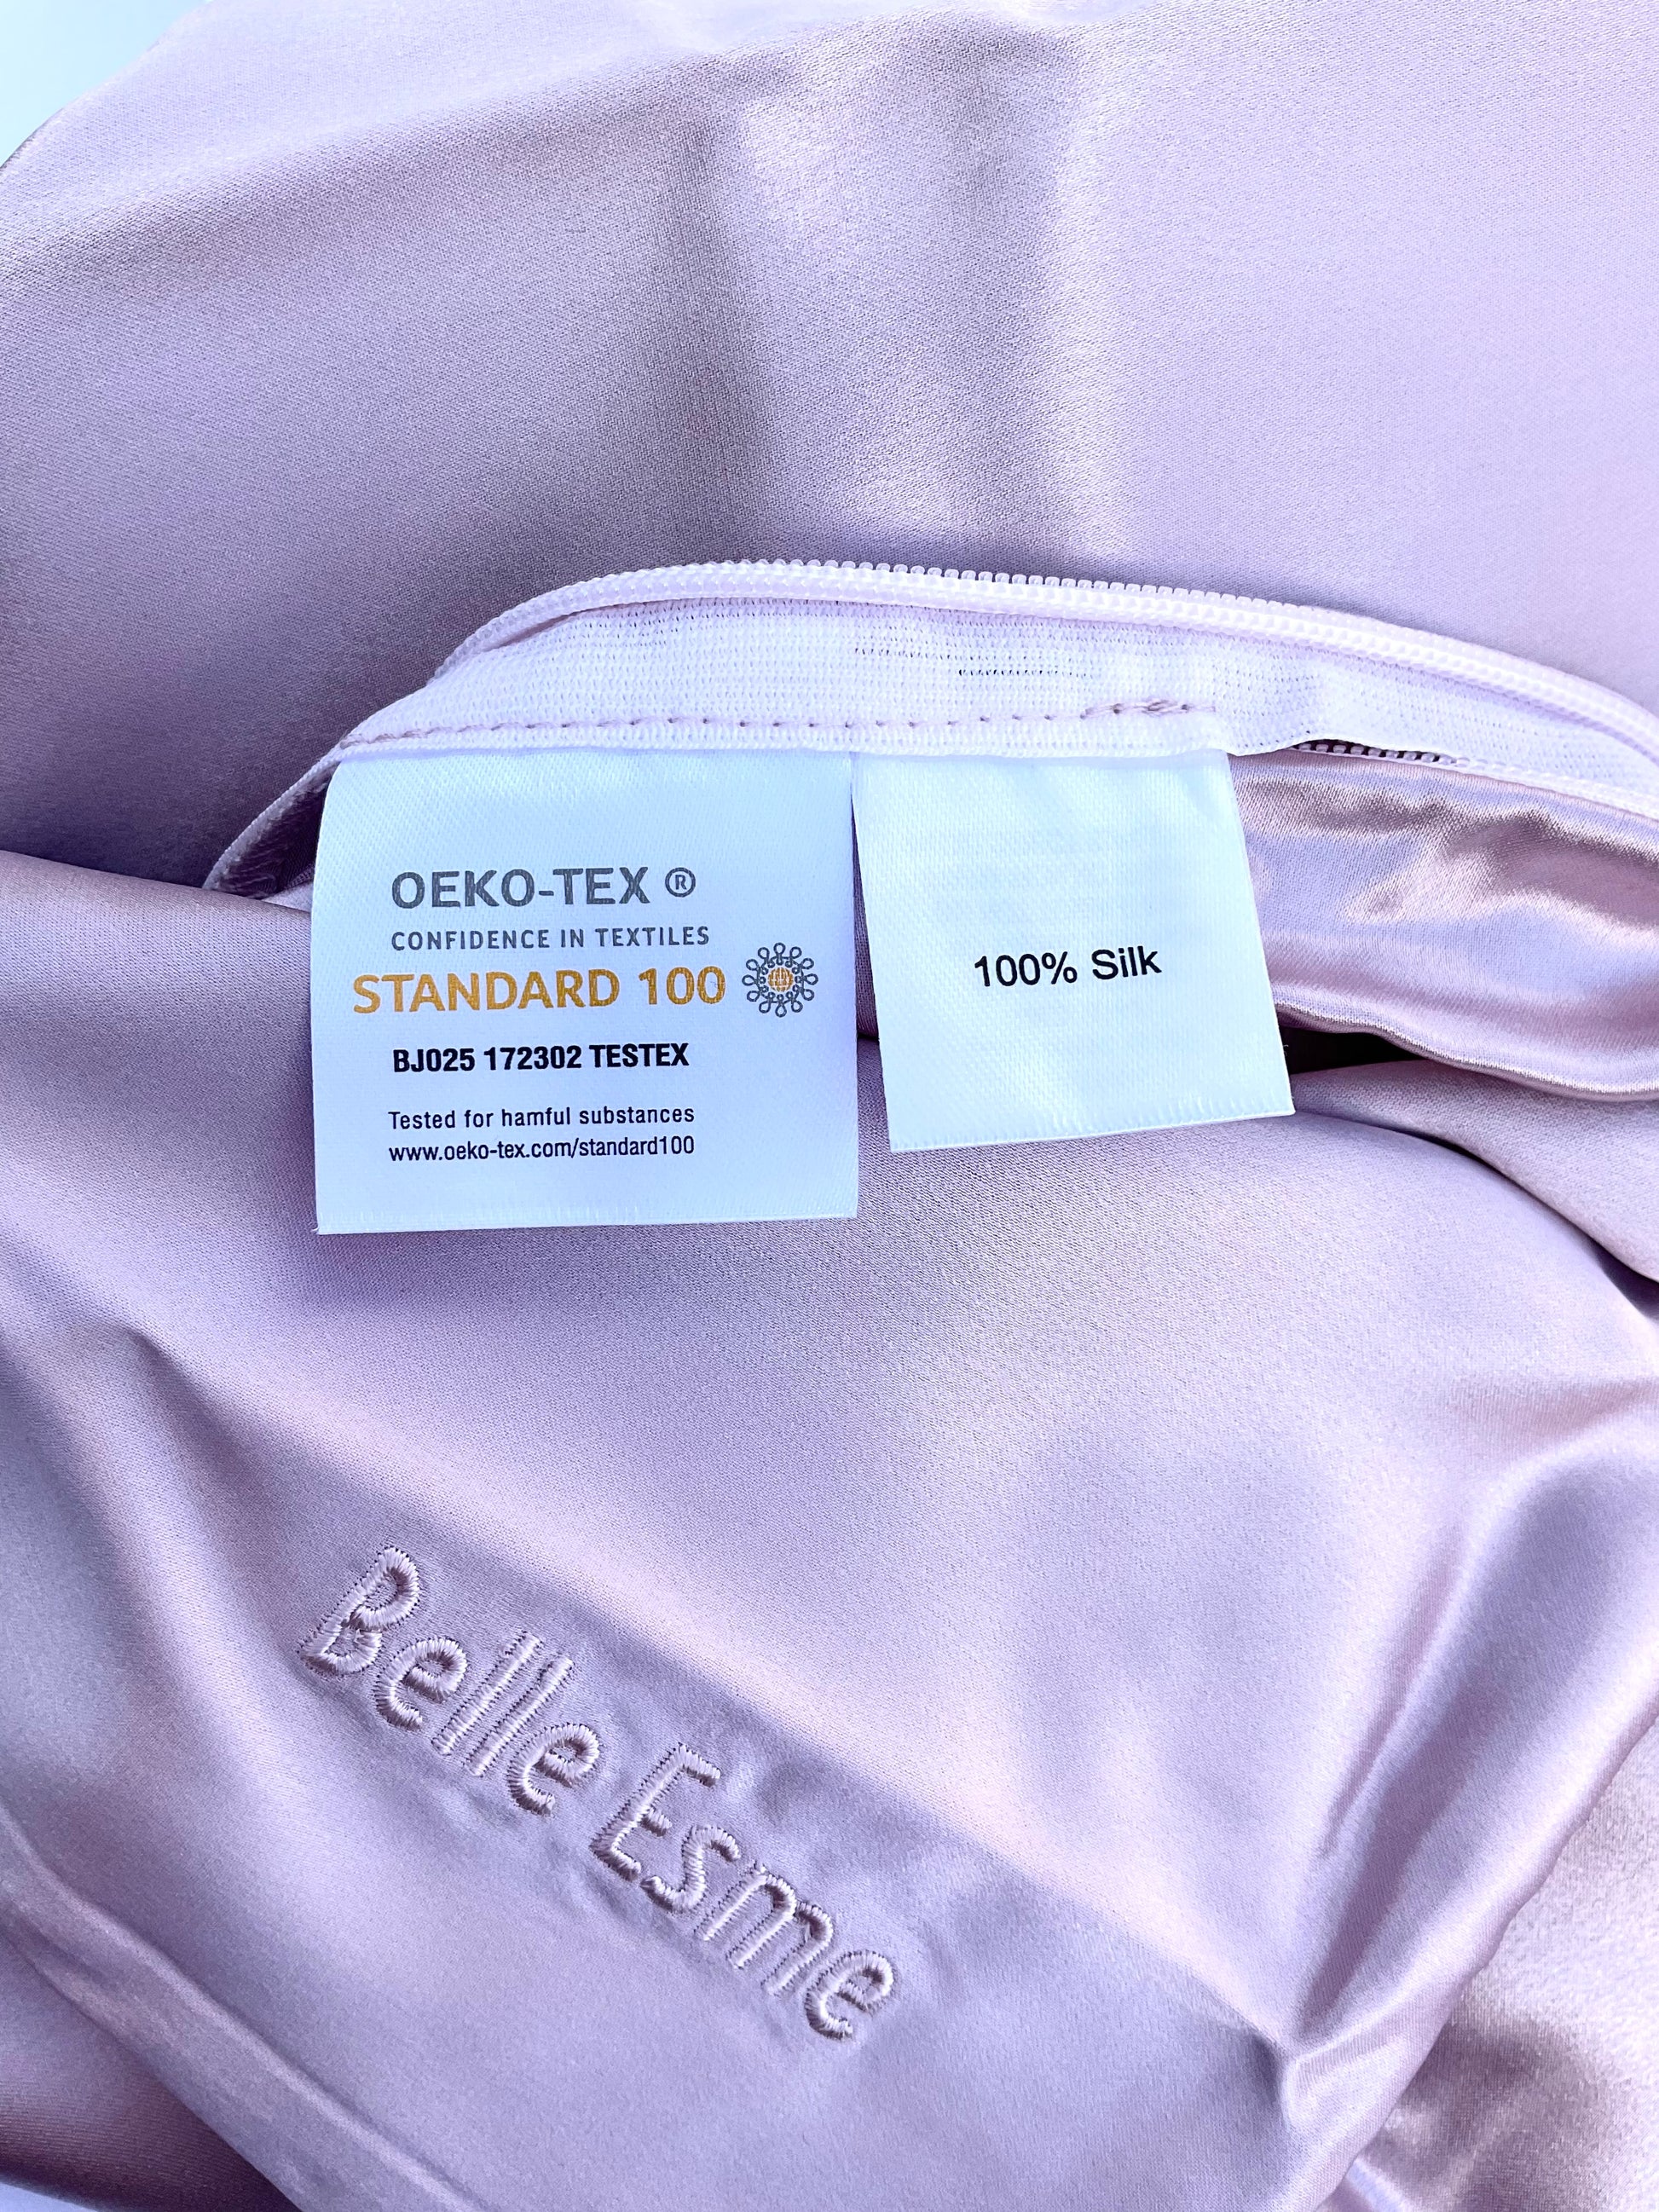 OEKO-TEX ®
CONFIDENCE IN TEXTILES
STANDARD 100
BJ025 172302 TESTEX
Tested for hamful substances
www.oeko-tex.com/standard100
100% Silk
Belle Esme